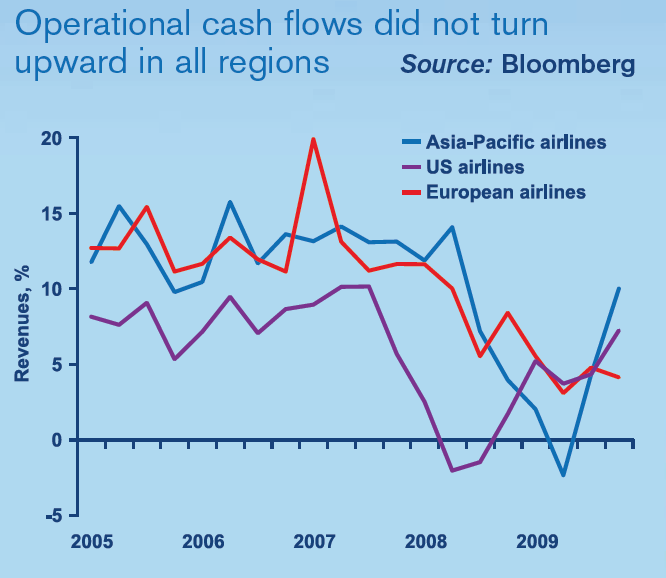 Operational cash flows did not turn
upward in all regions
Source: Bloomberg
Asia-Pacific airlines
US airlines
European airlines
Revenues, %
20
15
10
5
0
-5
2005 2006 2007 2008 2009